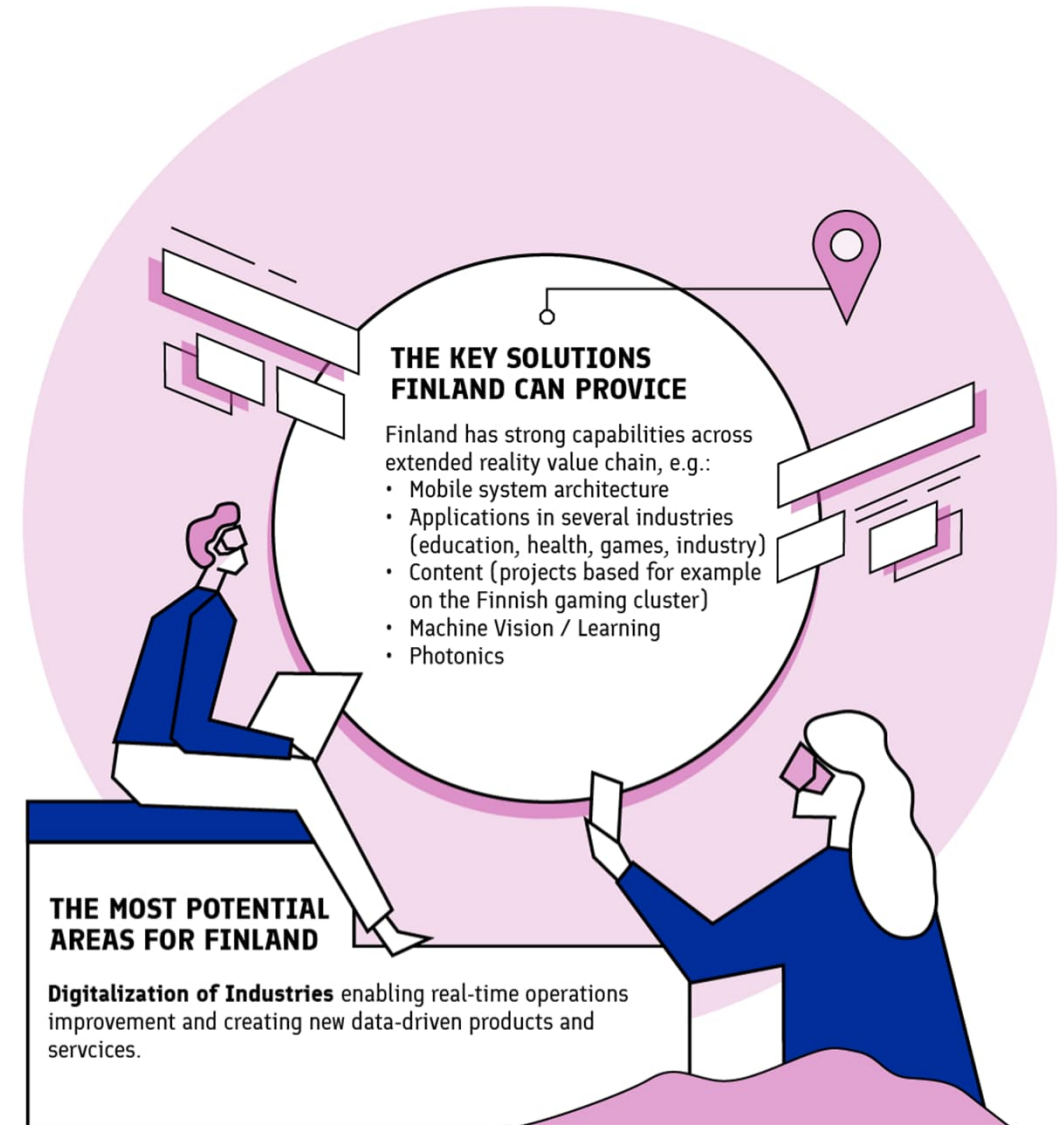 THE KEY SOLUTIONS
FINLAND CAN PROVICE
Finland has strong capabilities across
extended reality value chain, e.g.:
• Mobile system architecture
• Applications in several industries
(education, health, games, industry)
• Content (projects based for example
on the Finnish gaming cluster)
• Machine Vision / Learning
• Photonics
THE MOST POTENTIAL
AREAS FOR FINLAND
Digitalization of Industries enabling real-time operations
improvement and creating new data-driven products and
servcices.